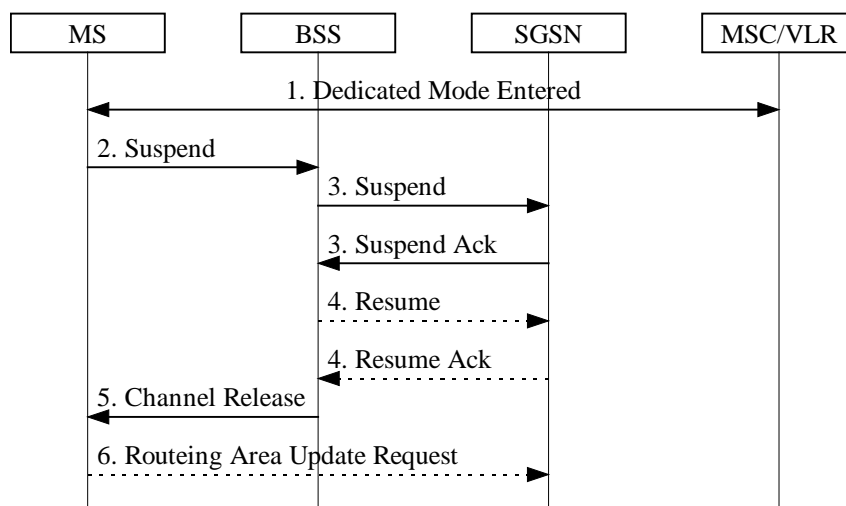 MS BSS SGSN MSC/VLR
1. Dedicated Mode Entered
2. Suspend
3. Suspend
3. Suspend Ack
4. Resume
4. Resume Ack
5. Channel Release
6. Routeing Area Update Request